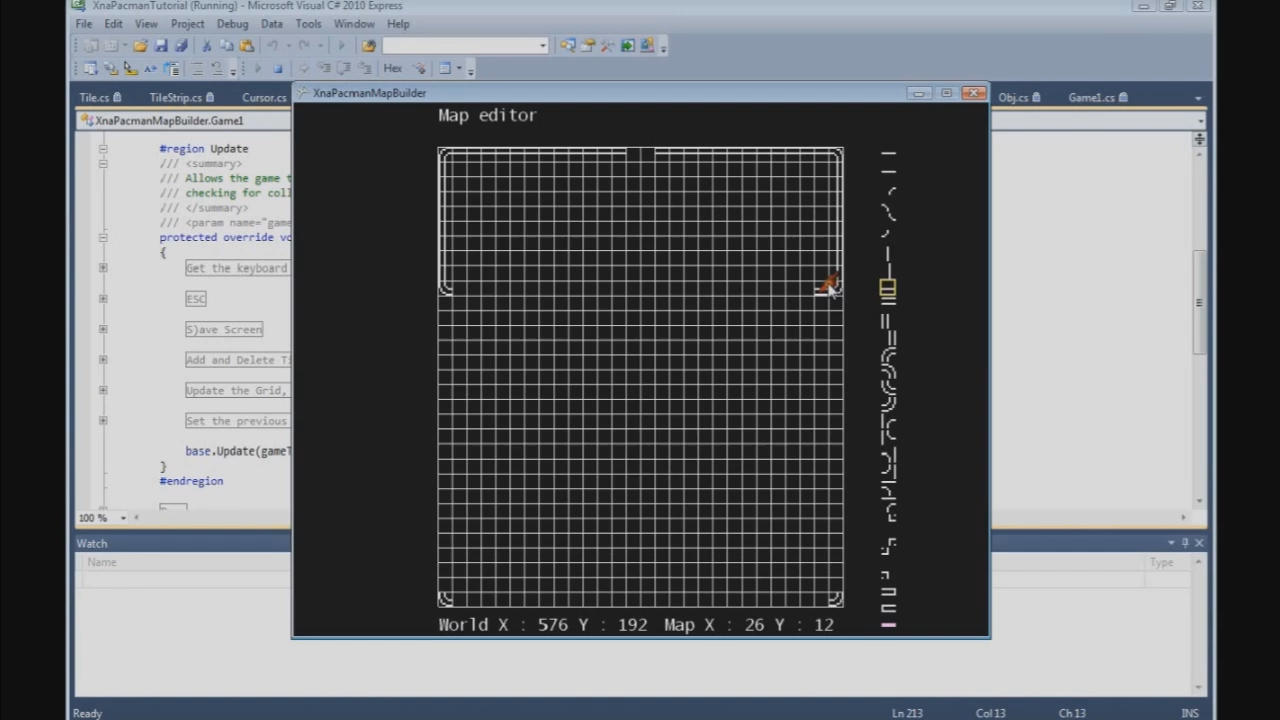 XnaPacmanTutorial (Running) - Microsoft Visual C# 2010 Express
File Edit View Project Debug Data Tools Window Help
Hex
Tile.cs TileStrip.cs Cursor.cs Obj.cs Game1.cs
XnaPacmanMapBuilder
XnaPacmanMapBuilder.Game1
Map editor
#region Update
/// <summary>
/// Allows the game t
/// checking for coll
/// </summary>
/// <param name="game
protected override vo
{
Get the keyboard
ESC
S)ave Screen
Add and Delete Ti
Update the Grid,
Set the previous
base.Update(gameT
}
#endregion
100 %
World X : 576 Y : 192 Map X : 26 Y : 12
Watch
Name Type
Ready Ln 213 Col 13 Ch 13 INS